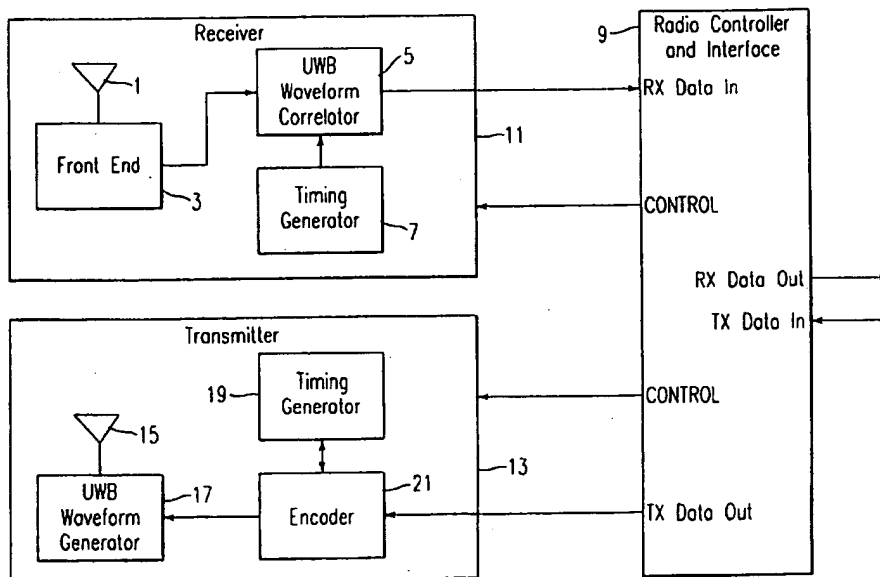 Receiver
1
Front End
3
UWB
Waveform
Correlator
5
Timing
Generator
7
11
9
Radio Controller
and Interface
RX Data In
CONTROL
RX Data Out
TX Data In
CONTROL
TX Data Out
Transmitter
19
Timing
Generator
15
UWB
Waveform
Generator
17
Encoder
21
13